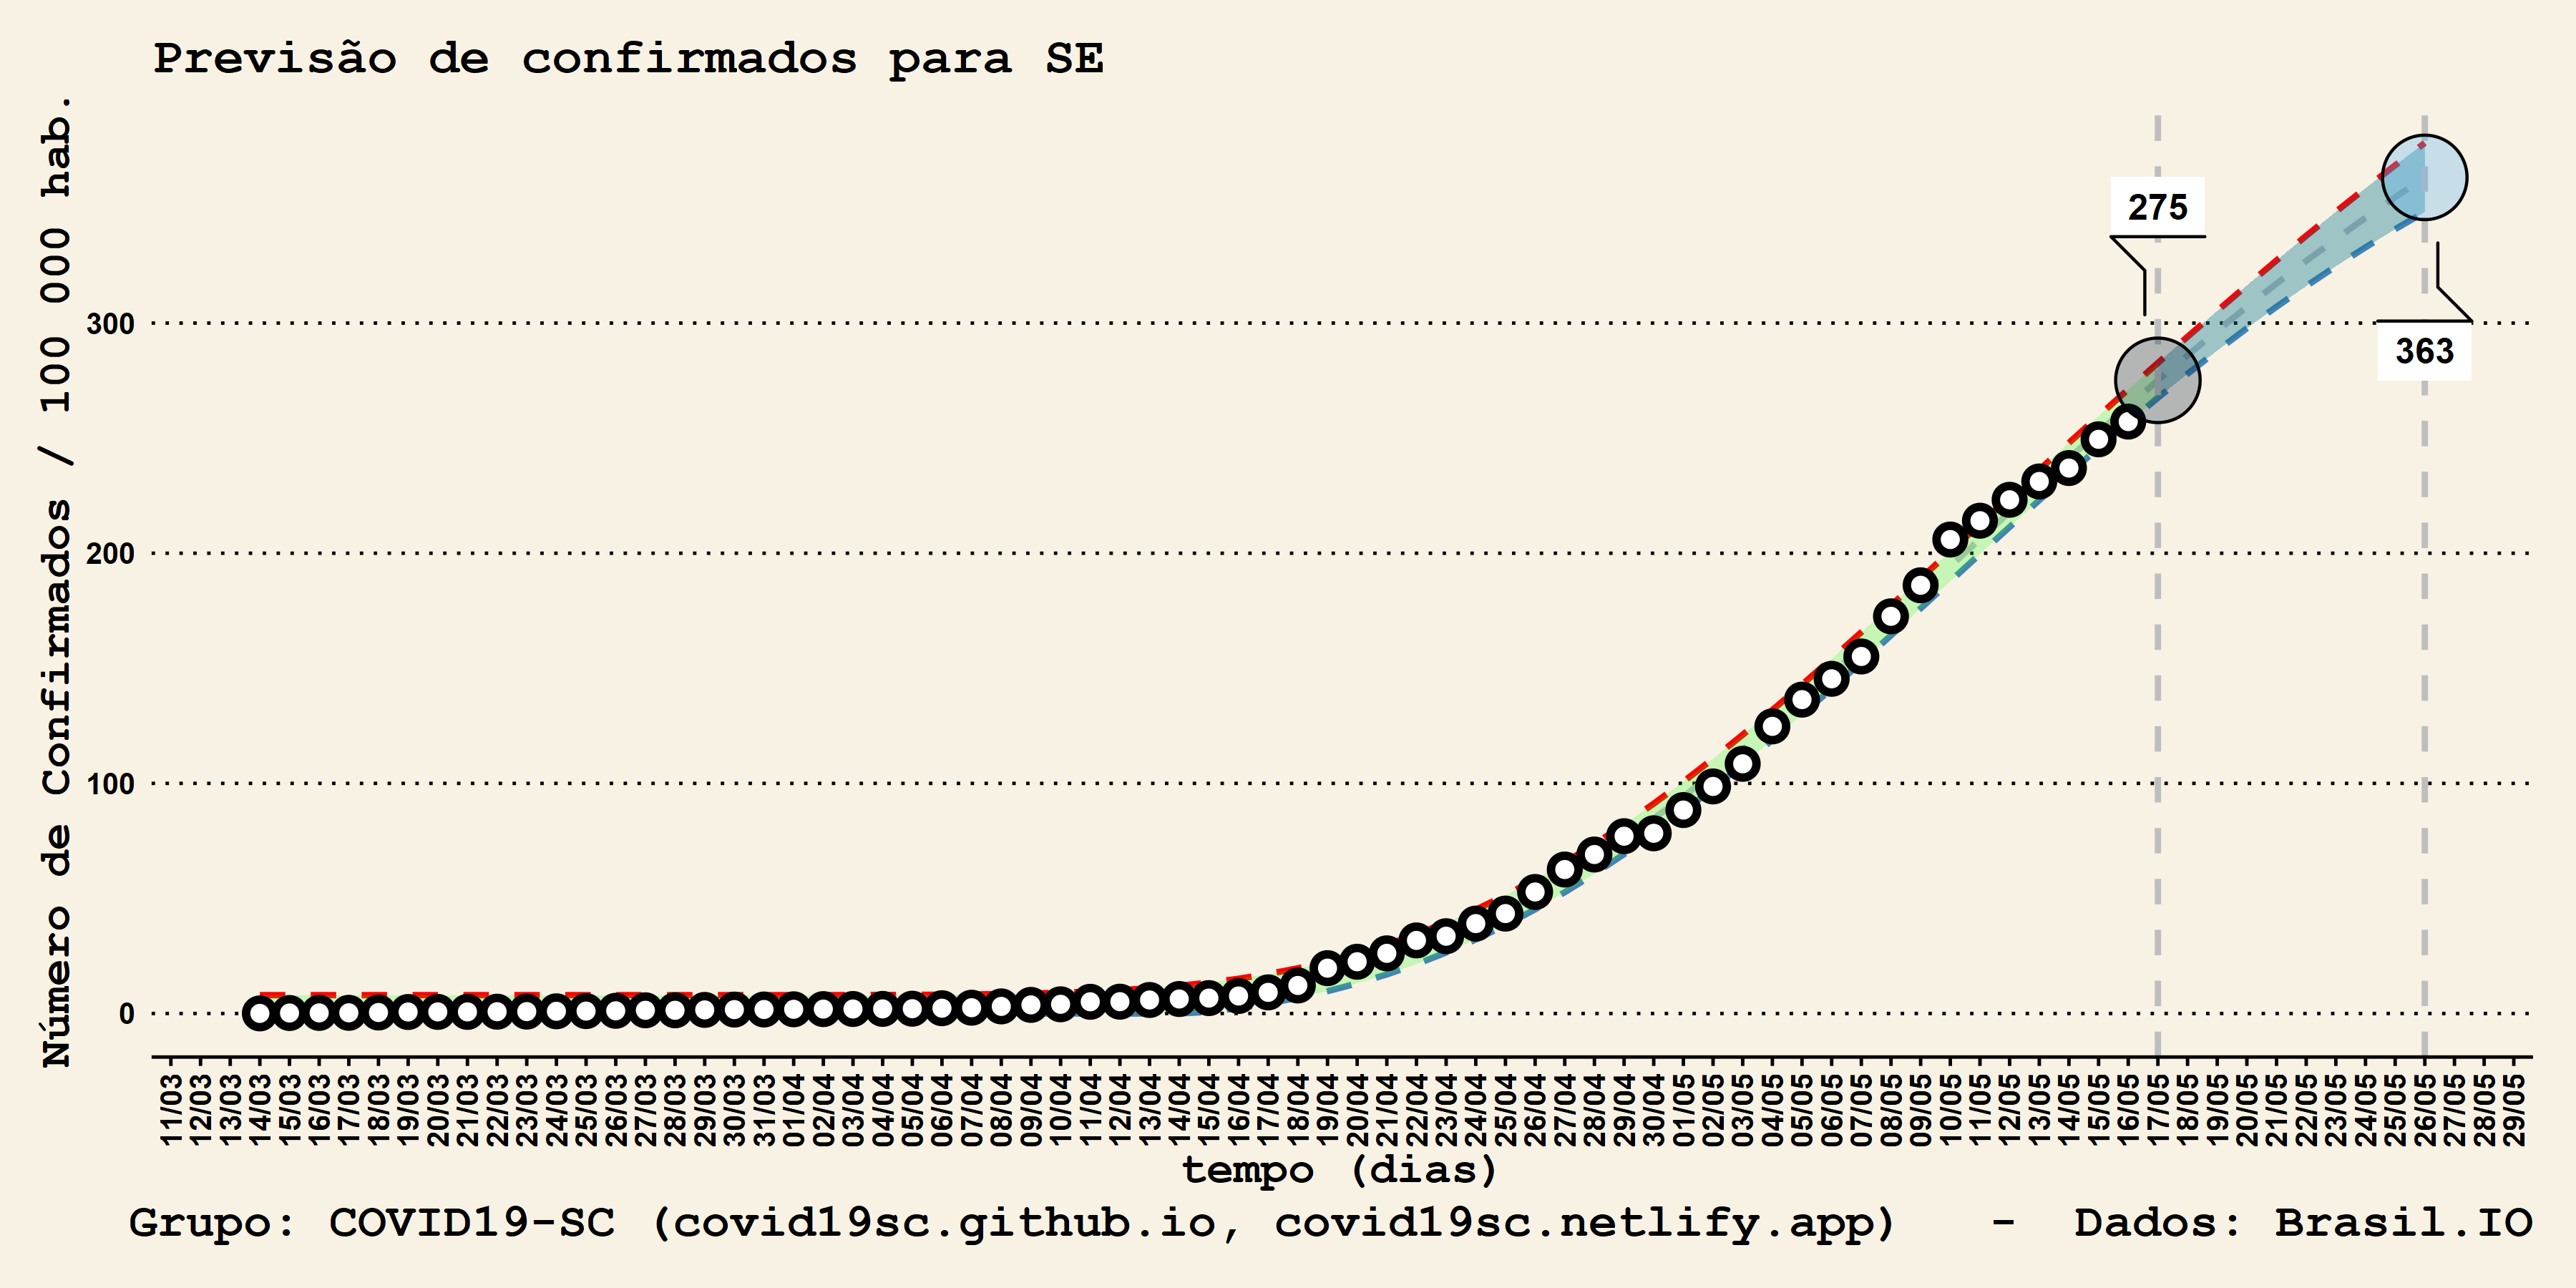 Previsão de confirmados para SE
Número de Confirmados / 100 000 hab.
300
200
100
0
275
363
11/03 12/03 13/03 14/03 15/03 16/03 17/03 18/03 19/03 20/03 21/03 22/03 23/03 24/03 25/03 26/03 27/03 28/03 29/03 30/03 31/03 01/04 02/04 03/04 04/04 05/04 06/04 07/04 08/04 09/04 10/04 11/04 12/04 13/04 14/04 15/04 16/04 17/04 18/04 19/04 20/04 21/04 22/04 23/04 24/04 25/04 26/04 27/04 28/04 29/04 30/04 01/05 02/05 03/05 04/05 05/05 06/05 07/05 08/05 09/05 10/05 11/05 12/05 13/05 14/05 15/05 16/05 17/05 18/05 19/05 20/05 21/05 22/05 23/05 24/05 25/05 26/05 27/05 28/05 29/05
tempo (dias)
Grupo: COVID19-SC (covid19sc.github.io, covid19sc.netlify.app) - Dados: Brasil.IO